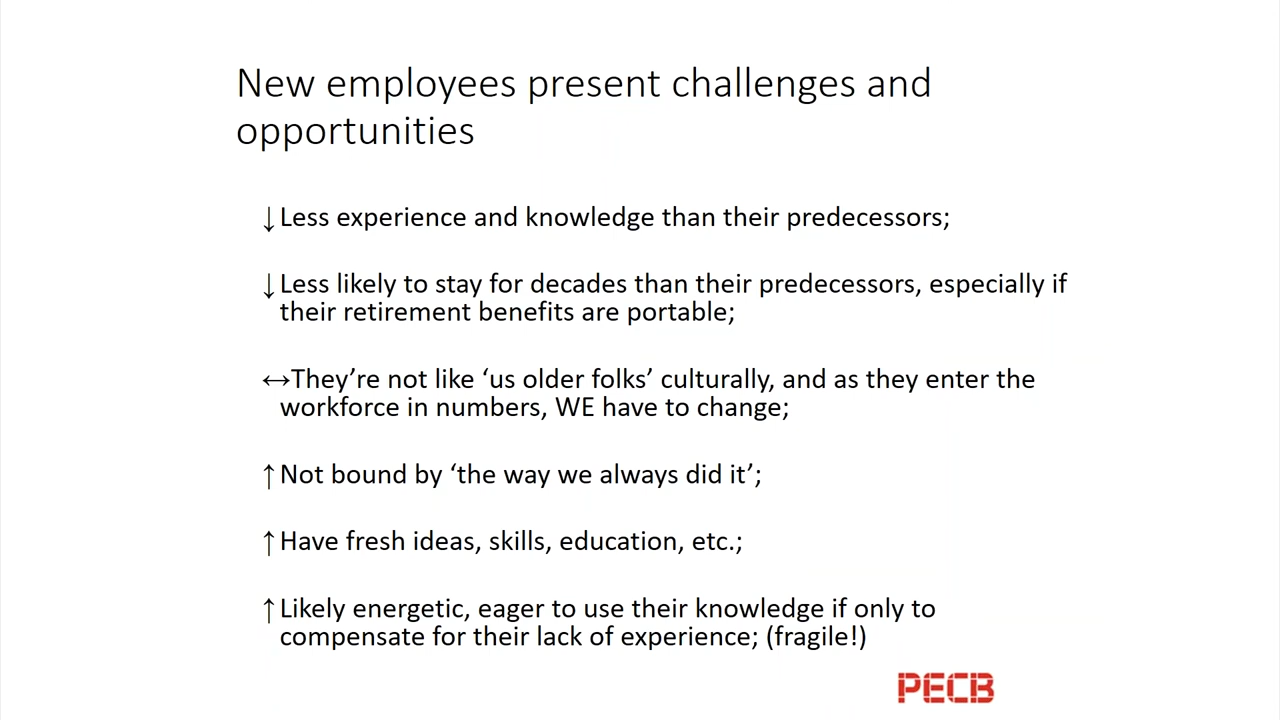 New employees present challenges and
opportunities
↓Less experience and knowledge than their predecessors;
↓Less likely to stay for decades than their predecessors, especially if
their retirement benefits are portable;
↔They’re not like ‘us older folks’ culturally, and as they enter the
workforce in numbers, WE have to change;
↑Not bound by ‘the way we always did it’;
↑Have fresh ideas, skills, education, etc.;
↑Likely energetic, eager to use their knowledge if only to
compensate for their lack of experience; (fragile!)
PECB